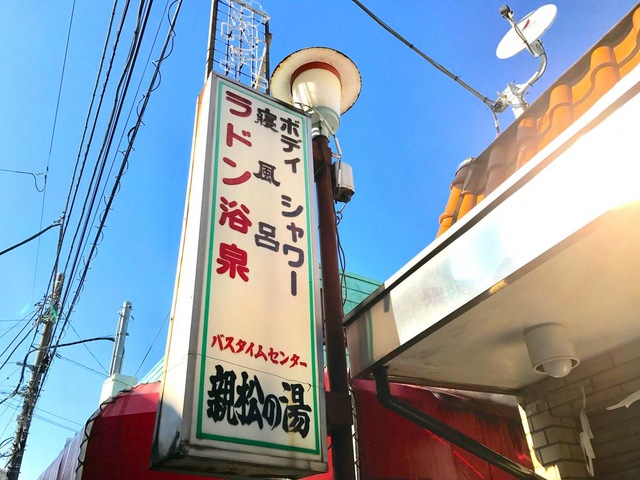 ボディ シャワー
寝風呂
ラドン浴泉
バスタイムセンター
親松の湯